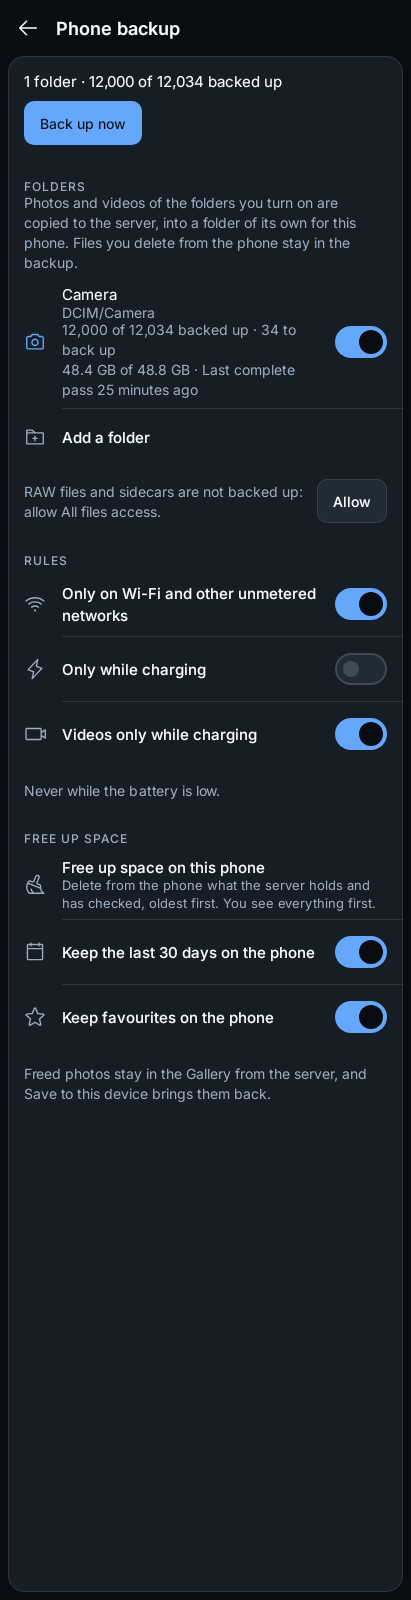 Phone backup
1 folder · 12,000 of 12,034 backed up
Back up now
FOLDERS
Photos and videos of the folders you turn on are
copied to the server, into a folder of its own for this
phone. Files you delete from the phone stay in the
backup.
Camera
DCIM/Camera
12,000 of 12,034 backed up · 34 to
back up
48.4 GB of 48.8 GB · Last complete
pass 25 minutes ago
Add a folder
RAW files and sidecars are not backed up:
allow All files access.
Allow
RULES
Only on Wi-Fi and other unmetered
networks
Only while charging
Videos only while charging
Never while the battery is low.
FREE UP SPACE
Free up space on this phone
Delete from the phone what the server holds and
has checked, oldest first. You see everything first.
Keep the last 30 days on the phone
Keep favourites on the phone
Freed photos stay in the Gallery from the server, and
Save to this device brings them back.